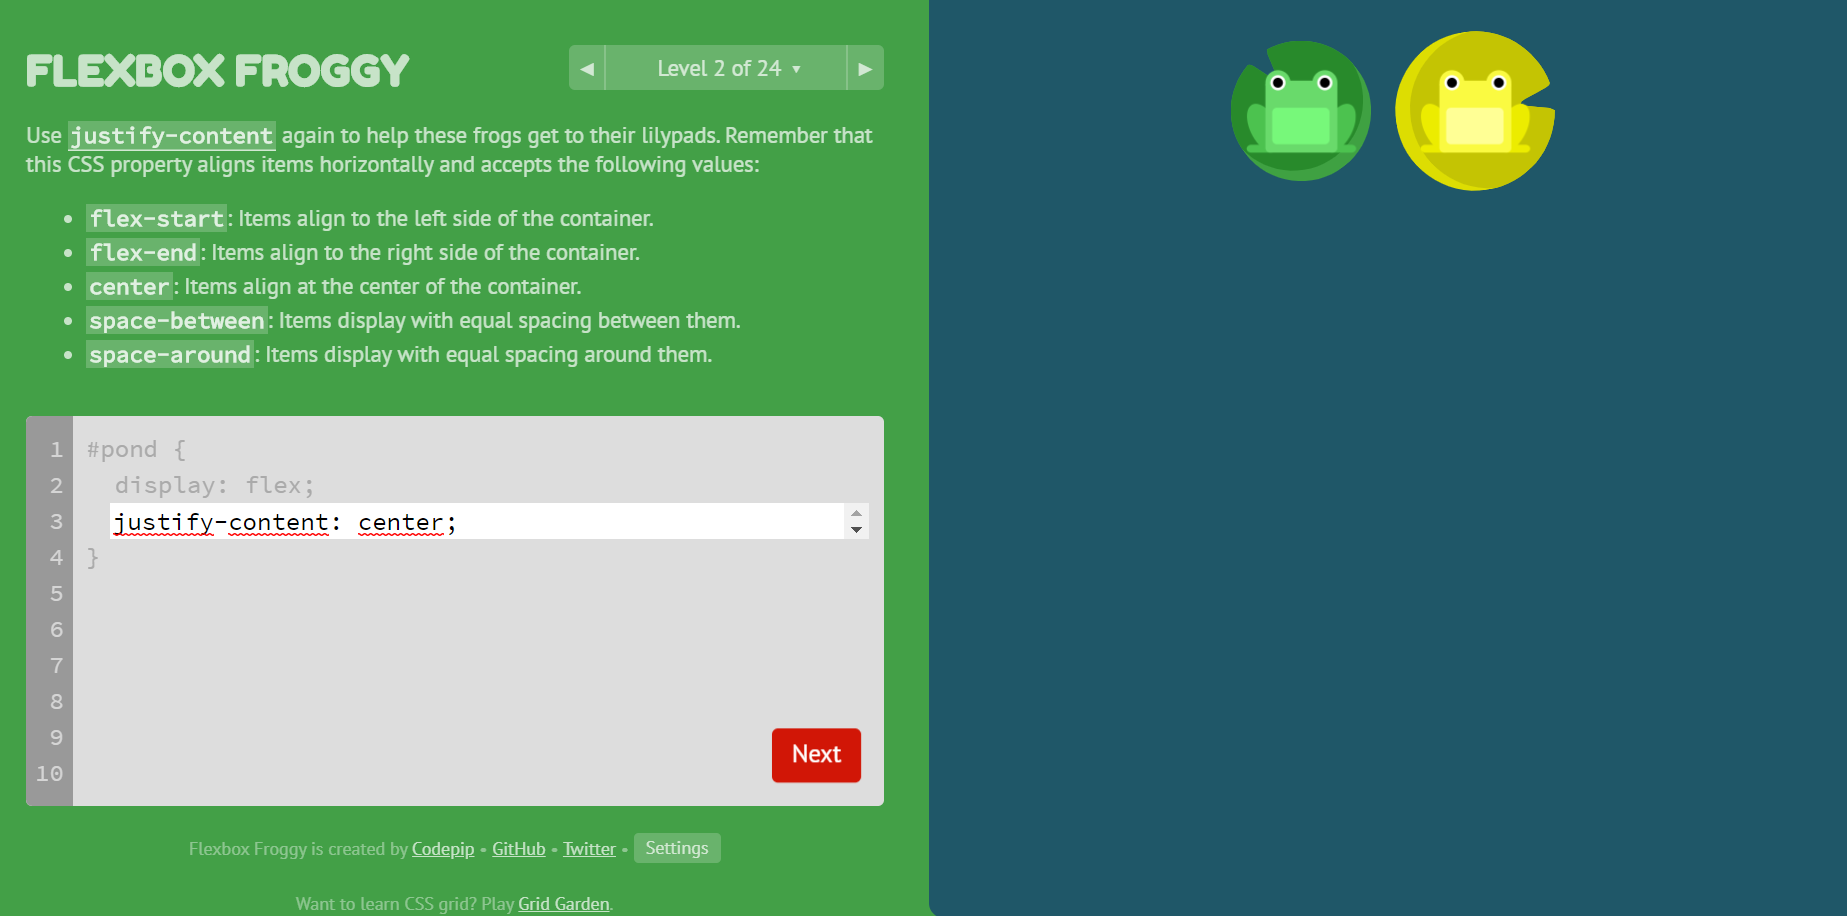 FLEXBOX FROGGY
◀ Level 2 of 24 ▾ ▶
Use justify-content again to help these frogs get to their lilypads. Remember that
this CSS property aligns items horizontally and accepts the following values:
• flex-start: Items align to the left side of the container.
• flex-end: Items align to the right side of the container.
• center: Items align at the center of the container.
• space-between: Items display with equal spacing between them.
• space-around: Items display with equal spacing around them.
1 #pond {
2 display: flex;
3 justify-content: center;
4 }
5
6
7
8
9
10
Next
Flexbox Froggy is created by Codepip • GitHub • Twitter • Settings
Want to learn CSS grid? Play Grid Garden.